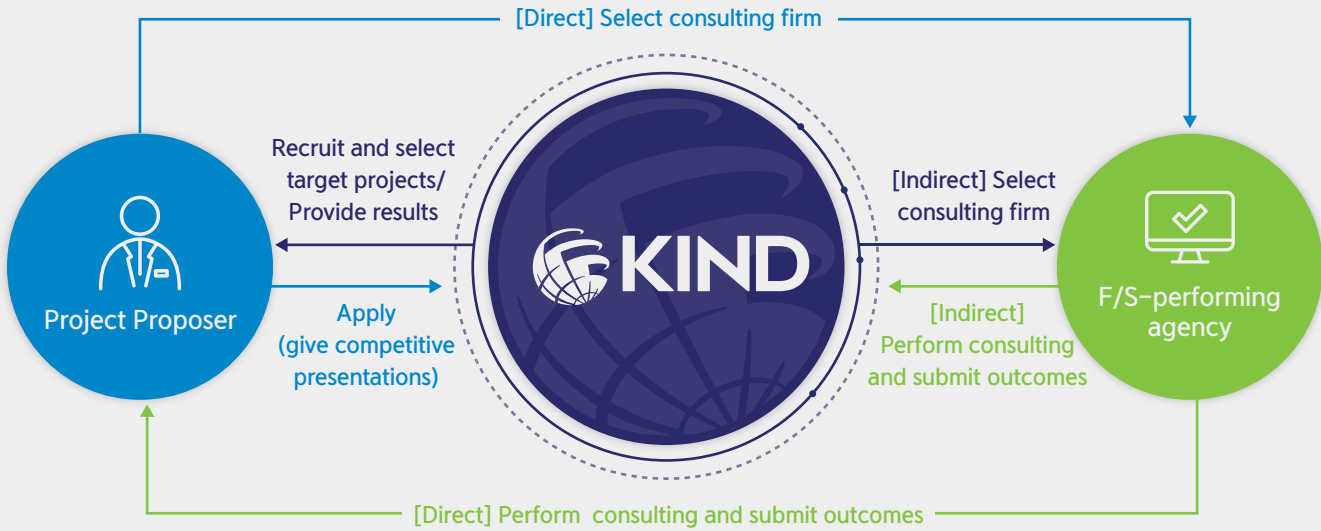 [Direct] Select consulting firm
Recruit and select
target projects/
Provide results
[Indirect] Select
consulting firm
KIND
Project Proposer
Apply
(give competitive
presentations)
F/S-performing
agency
[Indirect]
Perform consulting
and submit outcomes
[Direct] Perform consulting and submit outcomes